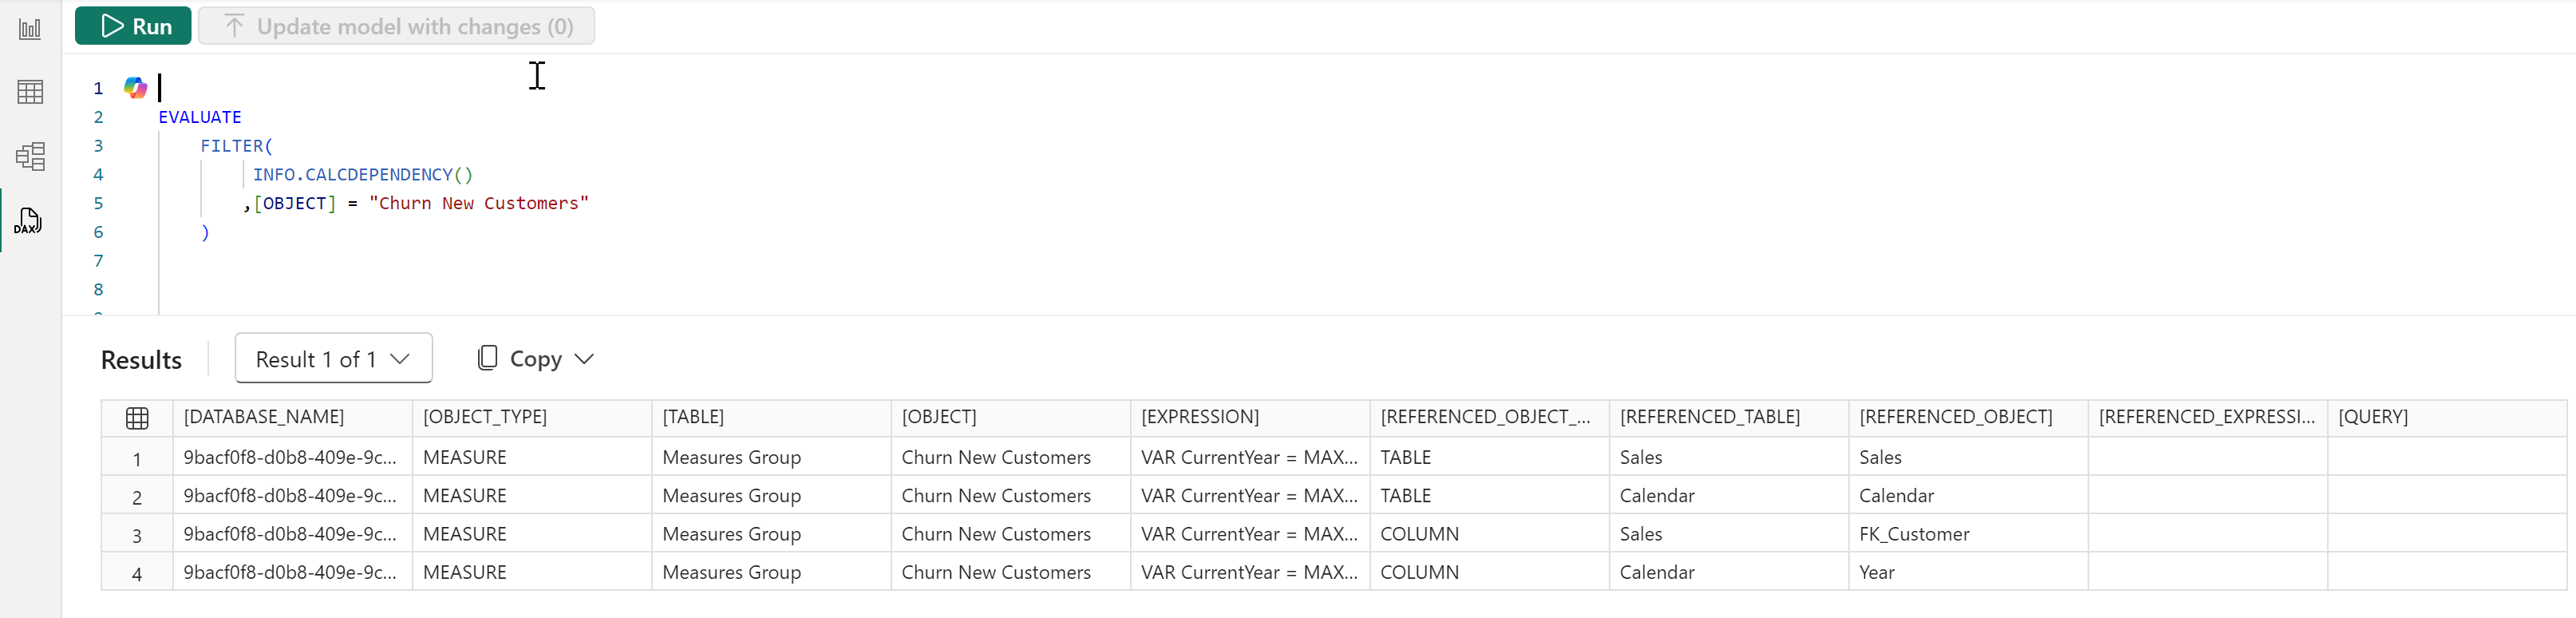 Run Update model with changes (0)
1
2 EVALUATE
3 FILTER(
4 INFO.CALCDEPENDENCY()
5 ,[OBJECT] = "Churn New Customers"
6 )
7
8
DAX
Results Result 1 of 1 Copy
[DATABASE_NAME] [OBJECT_TYPE] [TABLE] [OBJECT] [EXPRESSION] [REFERENCED_OBJECT_... [REFERENCED_TABLE] [REFERENCED_OBJECT] [REFERENCED_EXPRESSI... [QUERY]
1 9bacf0f8-d0b8-409e-9c... MEASURE Measures Group Churn New Customers VAR CurrentYear = MAX... TABLE Sales Sales
2 9bacf0f8-d0b8-409e-9c... MEASURE Measures Group Churn New Customers VAR CurrentYear = MAX... TABLE Calendar Calendar
3 9bacf0f8-d0b8-409e-9c... MEASURE Measures Group Churn New Customers VAR CurrentYear = MAX... COLUMN Sales FK_Customer
4 9bacf0f8-d0b8-409e-9c... MEASURE Measures Group Churn New Customers VAR CurrentYear = MAX... COLUMN Calendar Year